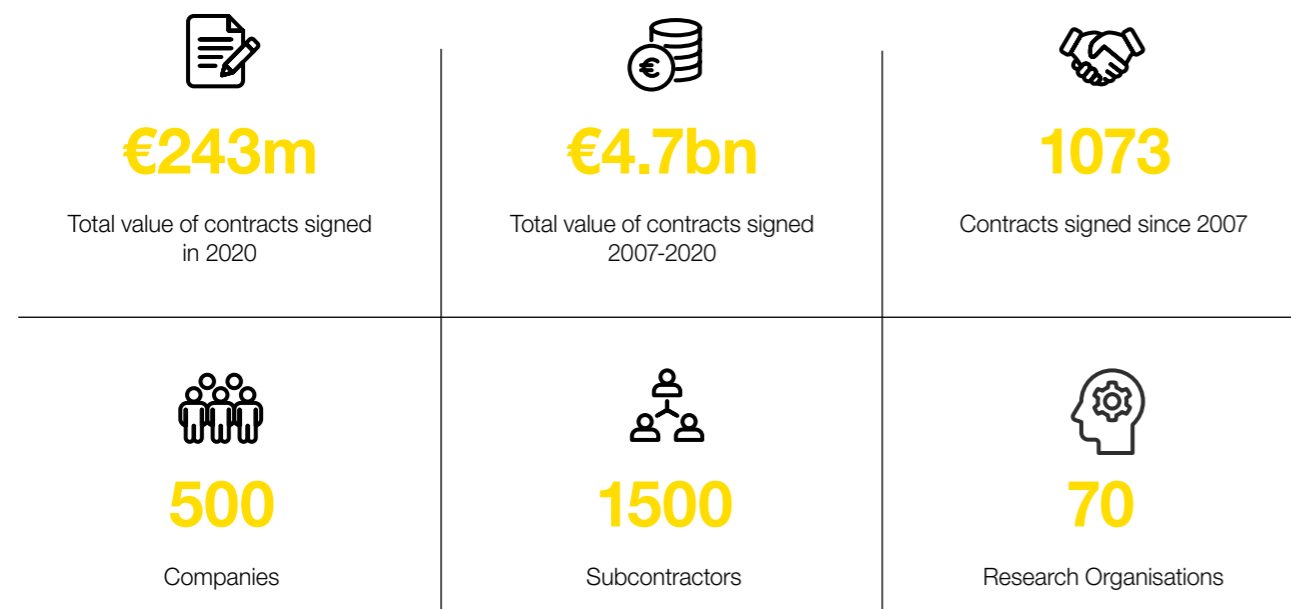 €
€243m
€4.7bn
1073
Total value of contracts signed
in 2020
Total value of contracts signed
2007-2020
Contracts signed since 2007
500
1500
70
Companies
Subcontractors
Research Organisations